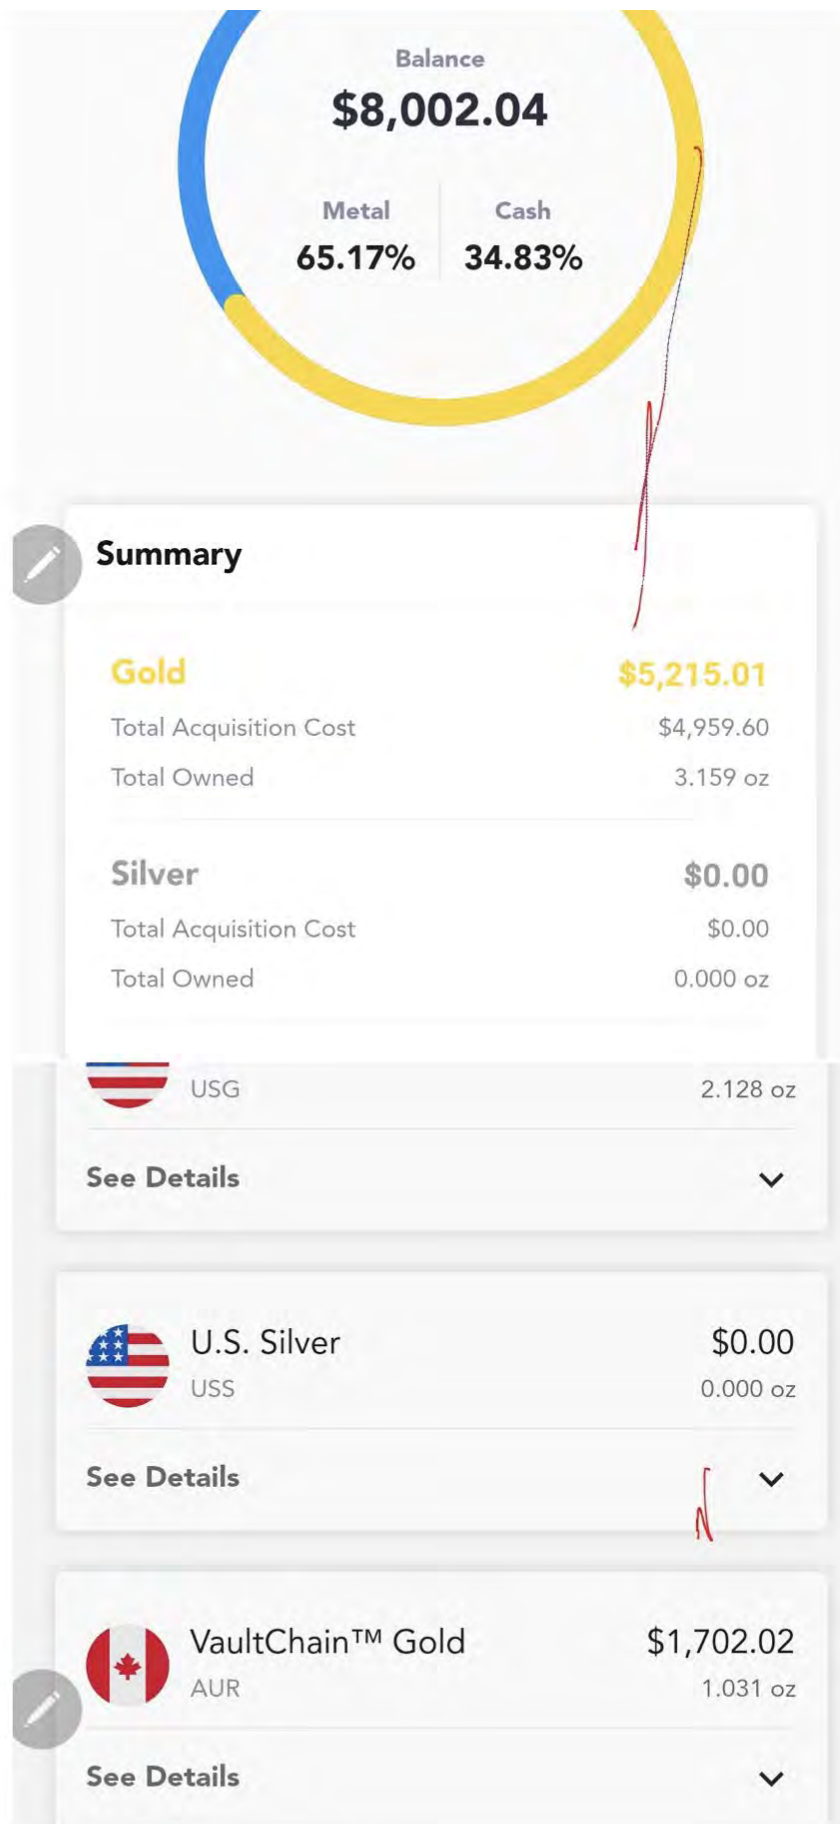 Balance
$8,002.04
Metal Cash
65.17% 34.83%
Summary
Gold $5,215.01
Total Acquisition Cost $4,959.60
Total Owned 3.159 oz
Silver $0.00
Total Acquisition Cost $0.00
Total Owned 0.000 oz
USG 2.128 oz
See Details
U.S. Silver $0.00
USS 0.000 oz
See Details
VaultChain™ Gold $1,702.02
AUR 1.031 oz
See Details